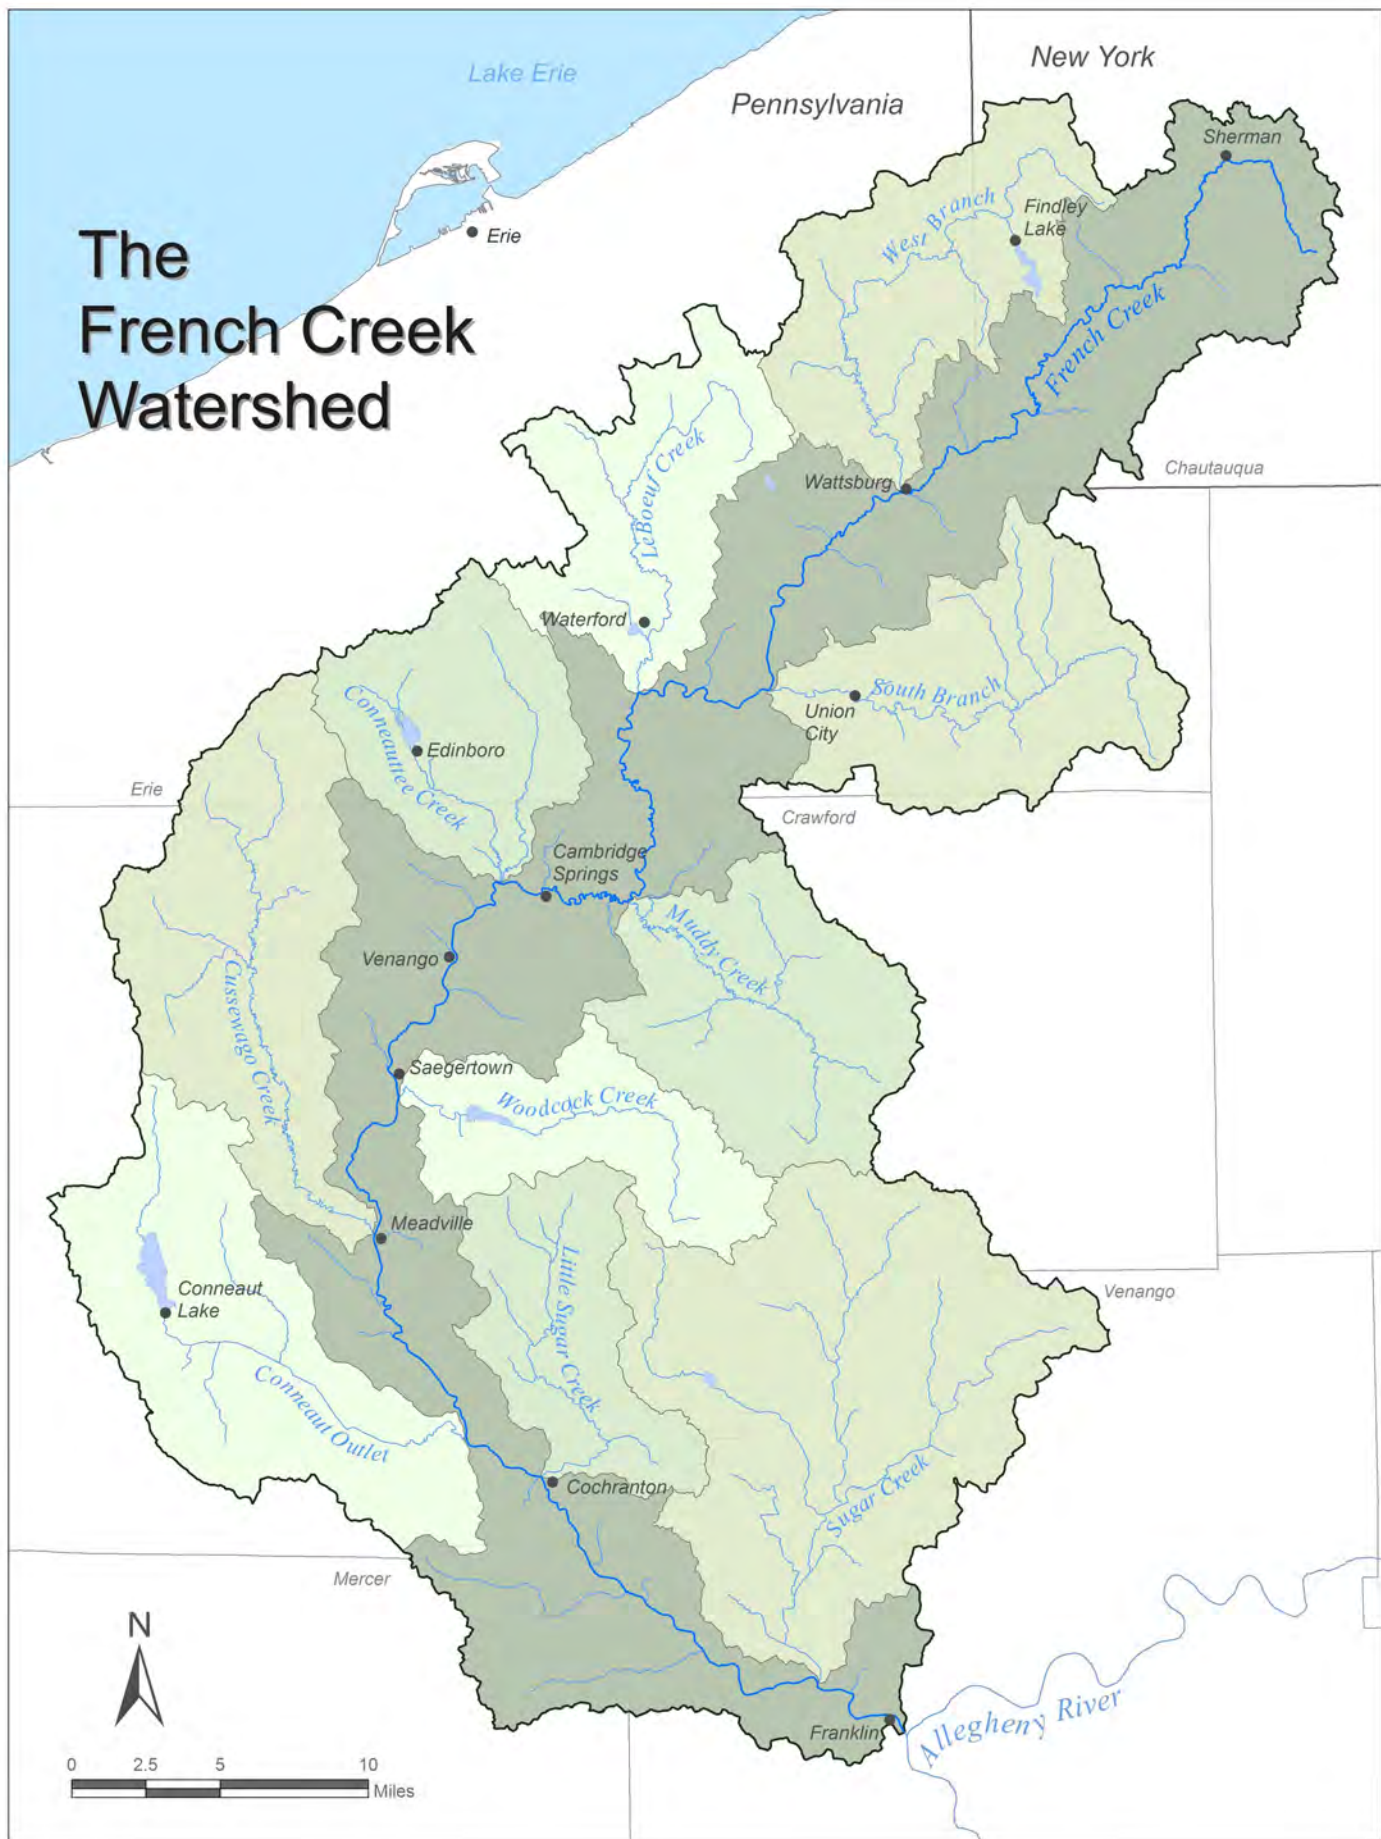 Lake Erie
New York
Pennsylvania
Sherman
Erie
West Branch
Findley
Lake
The
French Creek
Watershed
French Creek
LeBoeuf Creek
Wattsburg
Chautauqua
Waterford
South Branch
Union
City
Conneauttee Creek
Edinboro
Erie
Crawford
Cambridge
Springs
Muddy Creek
Venango
Cussewago Creek
Saegertown
Woodcock Creek
Meadville
Little Sugar Creek
Conneaut
Lake
Venango
Conneaut Outlet
Cochranton
Sugar Creek
Mercer
N
Allegheny River
Franklin
0 2.5 5 10
Miles